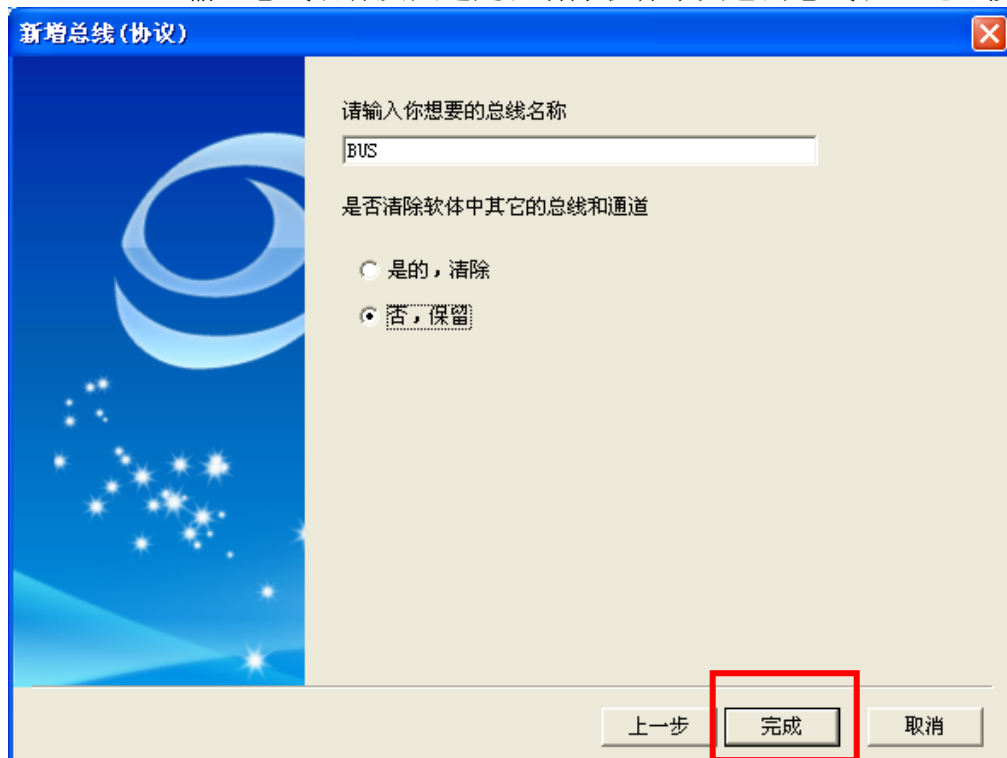 新增总线(协议)
请输入你想要的总线名称
BUS
是否清除软体中其它的总线和通道
是的，清除
否，保留
上一步
完成
取消